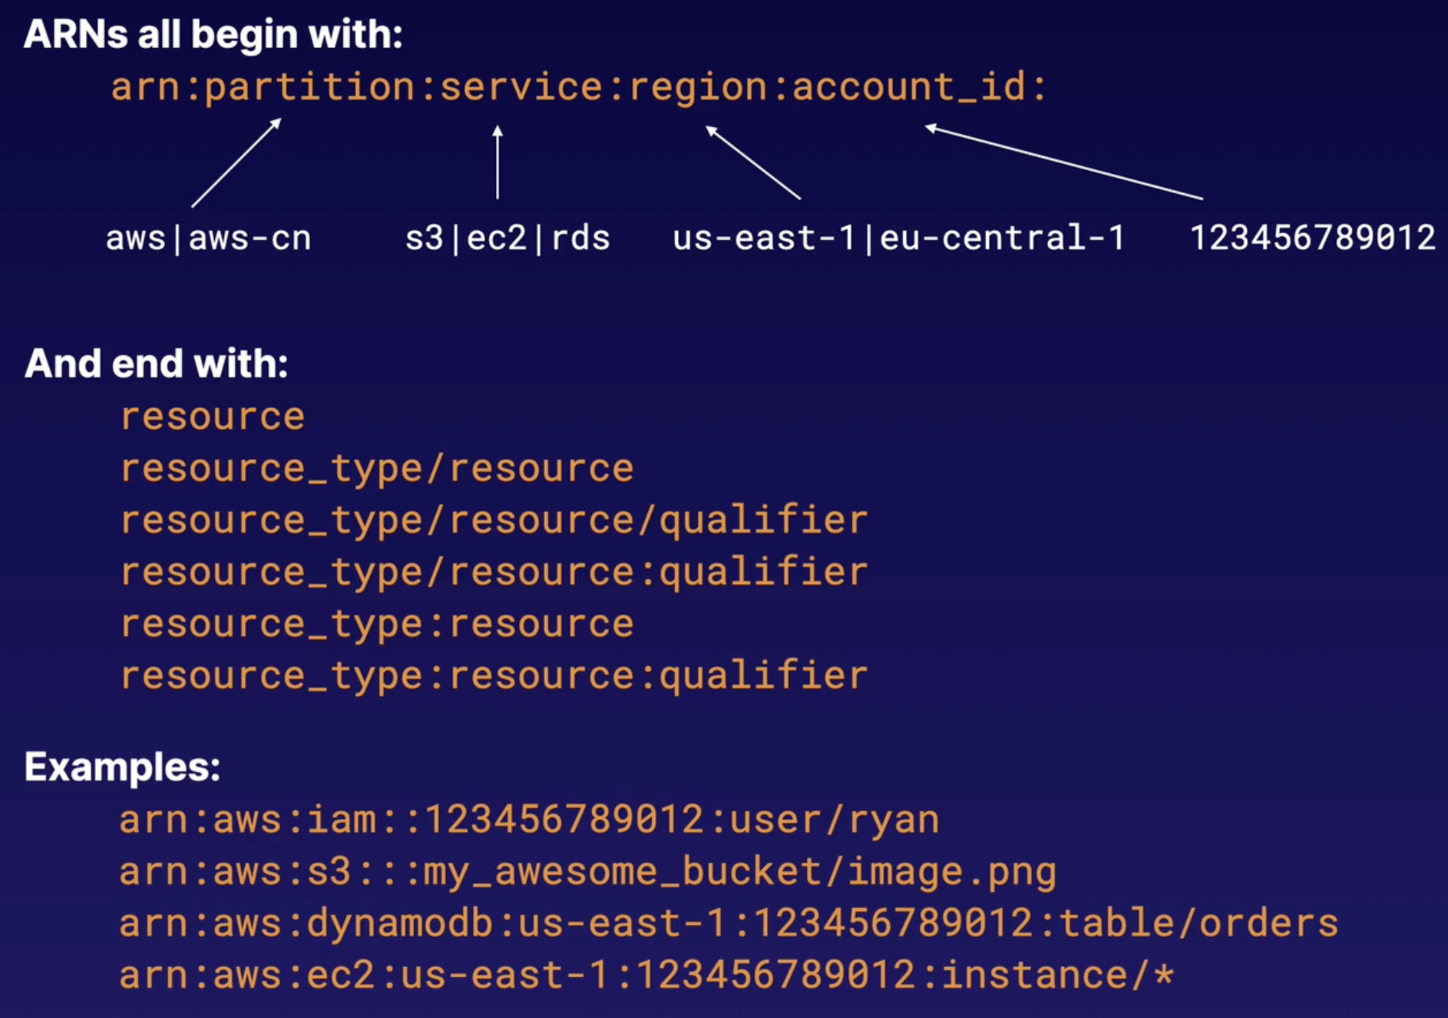 ARNs all begin with:
arn:partition:service:region:account_id:
aws|aws-cn s3|ec2|rds us-east-1|eu-central-1 123456789012
And end with:
resource
resource_type/resource
resource_type/resource/qualifier
resource_type/resource:qualifier
resource_type:resource
resource_type:resource:qualifier
Examples:
arn:aws:iam::123456789012:user/ryan
arn:aws:s3:::my_awesome_bucket/image.png
arn:aws:dynamodb:us-east-1:123456789012:table/orders
arn:aws:ec2:us-east-1:123456789012:instance/*